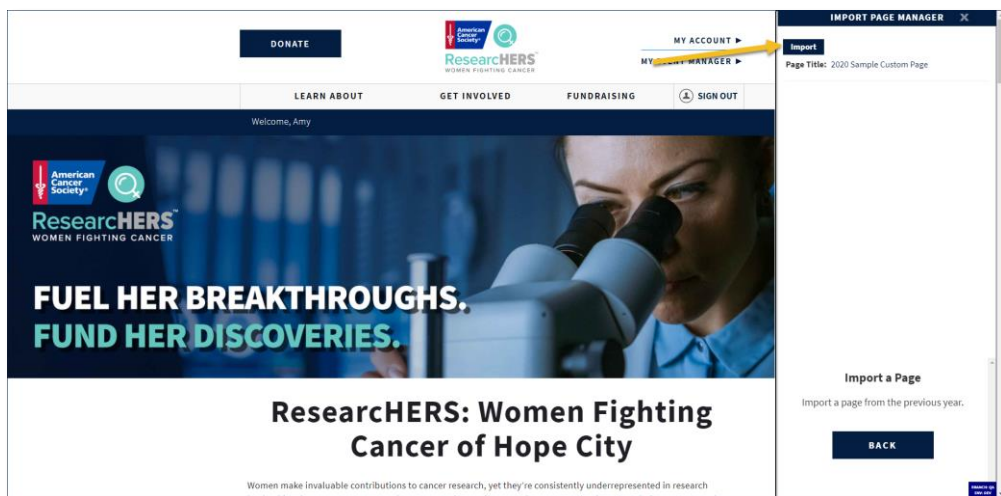 IMPORT PAGE MANAGER X
DONATE
American
Cancer
Society®
ResearcHERS™
WOMEN FIGHTING CANCER
MY ACCOUNT ►
MY EVENT MANAGER ►
Import
Page Title: 2020 Sample Custom Page
LEARN ABOUT GET INVOLVED FUNDRAISING SIGN OUT
Welcome, Amy
American
Cancer
Society®
ResearcHERS™
WOMEN FIGHTING CANCER
FUEL HER BREAKTHROUGHS.
FUND HER DISCOVERIES.
ResearcHERS: Women Fighting
Cancer of Hope City
Women make invaluable contributions to cancer research, yet they're consistently underrepresented in research
Import a Page
Import a page from the previous year.
BACK